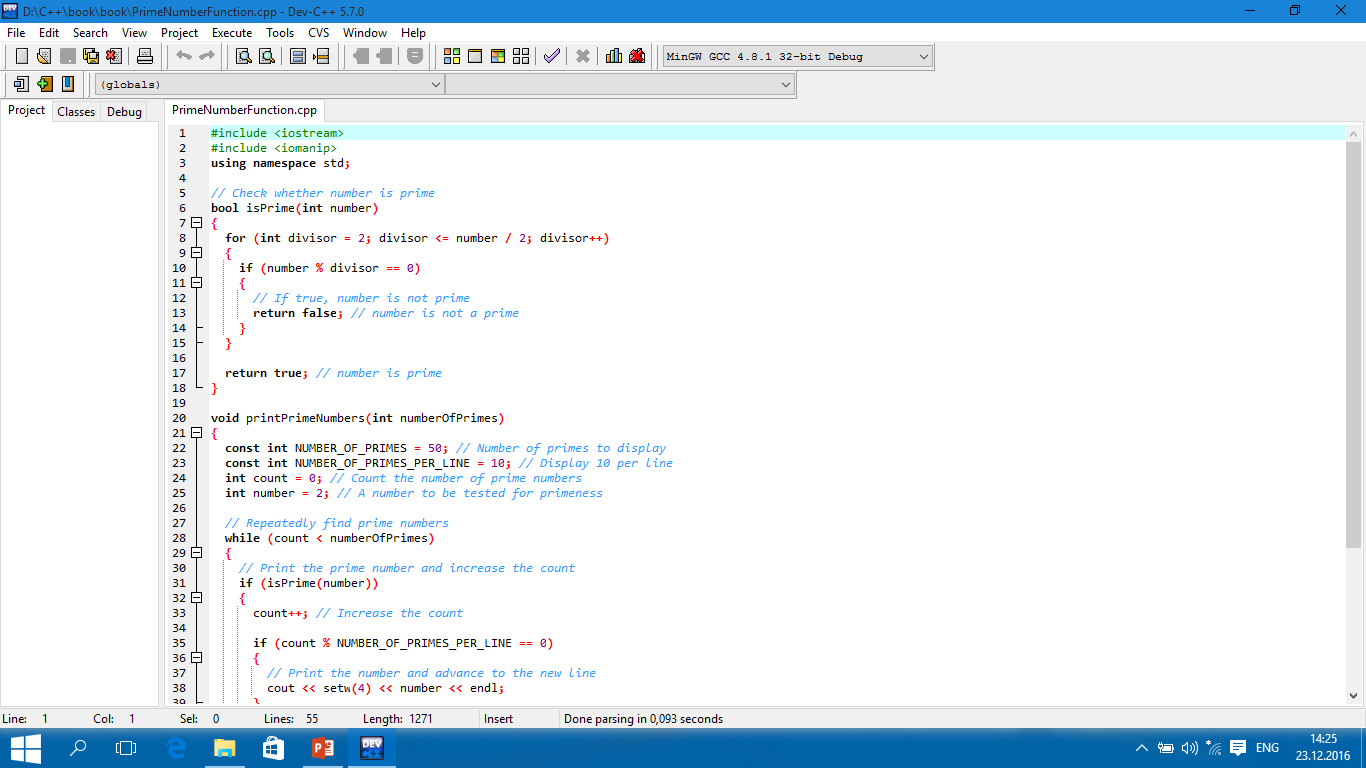 D:\C++\book\book\PrimeNumberFunction.cpp - Dev-C++ 5.7.0
File Edit Search View Project Execute Tools CVS Window Help
MinGW GCC 4.8.1 32-bit Debug
(globals)
Project Classes Debug PrimeNumberFunction.cpp
1 #include <iostream>
2 #include <iomanip>
3 using namespace std;
4
5 // Check whether number is prime
6 bool isPrime(int number)
7 {
8 for (int divisor = 2; divisor <= number / 2; divisor++)
9 {
10 if (number % divisor == 0)
11 {
12 // If true, number is not prime
13 return false; // number is not a prime
14 }
15 }
16
17 return true; // number is prime
18 }
19
20 void printPrimeNumbers(int numberOfPrimes)
21 {
22 const int NUMBER_OF_PRIMES = 50; // Number of primes to display
23 const int NUMBER_OF_PRIMES_PER_LINE = 10; // Display 10 per line
24 int count = 0; // Count the number of prime numbers
25 int number = 2; // A number to be tested for primeness
26
27 // Repeatedly find prime numbers
28 while (count < numberOfPrimes)
29 {
30 // Print the prime number and increase the count
31 if (isPrime(number))
32 {
33 count++; // Increase the count
34
35 if (count % NUMBER_OF_PRIMES_PER_LINE == 0)
36 {
37 // Print the number and advance to the new line
38 cout << setw(4) << number << endl;
39 }
Line: 1 Col: 1 Sel: 0 Lines: 55 Length: 1271 Insert Done parsing in 0,093 seconds
DEV C++ ENG 14:25
23.12.2016